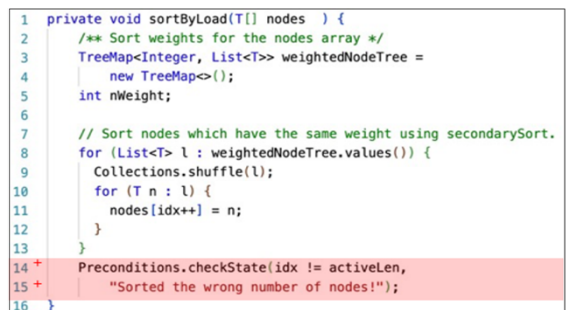 1 private void sortByLoad(T[] nodes  ) {
2     /** Sort weights for the nodes array */
3     TreeMap<Integer, List<T>> weightedNodeTree =
4         new TreeMap<>();
5     int nWeight;
6
7     // Sort nodes which have the same weight using secondarySort.
8     for (List<T> l : weightedNodeTree.values()) {
9       Collections.shuffle(l);
10       for (T n : l) {
11         nodes[idx++] = n;
12       }
13     }
14 +     Preconditions.checkState(idx != activeLen,
15 +         "Sorted the wrong number of nodes!");
16 }